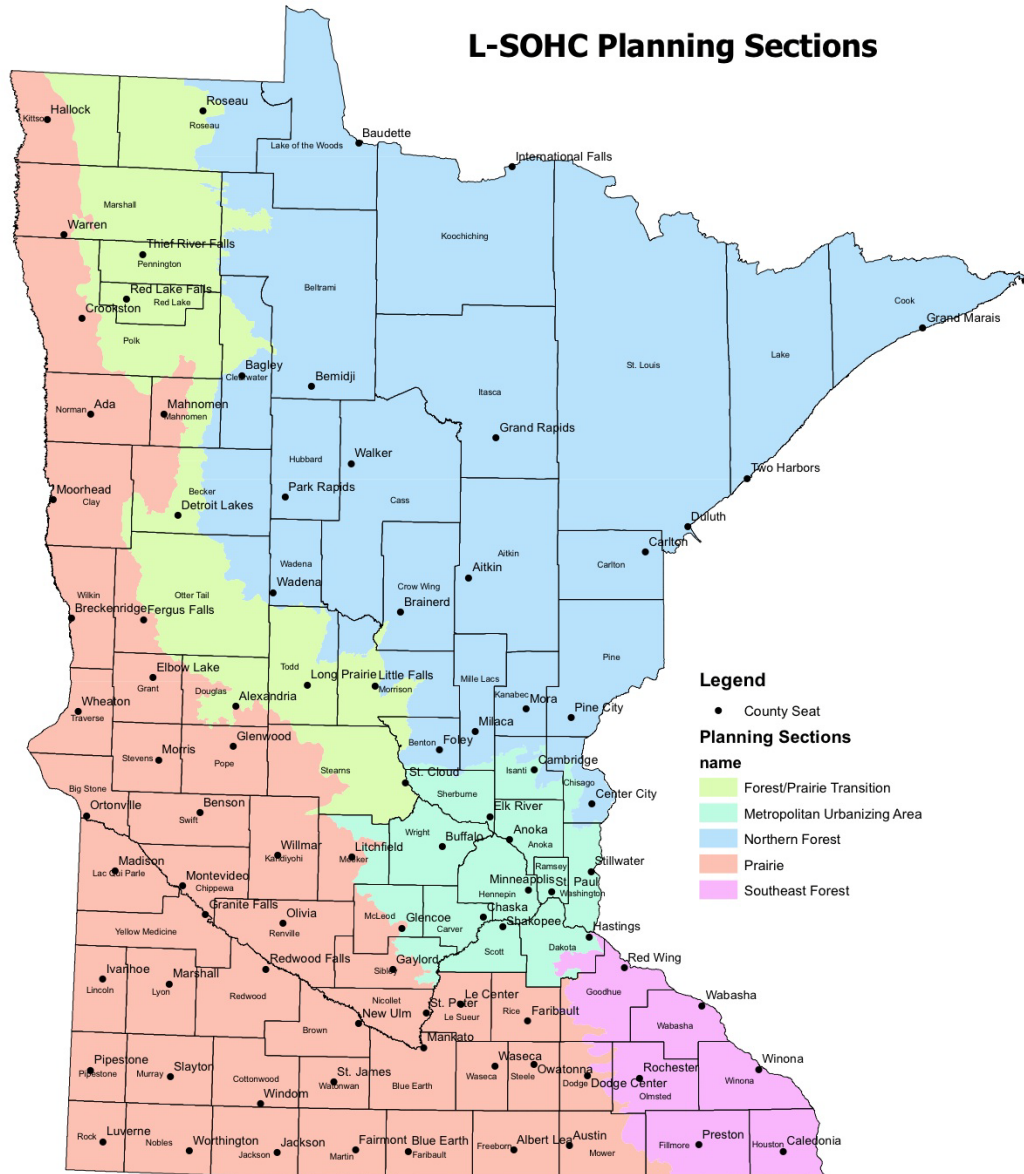 L-SOHC Planning Sections
Roseau
Hallock
Kittso
Roseau
Baudette
Lake of the Woods
International Falls
Marshall
Warren
Koochiching
Thief River Falls
Pennington
Beltrami
Red Lake Falls
Red Lake
Cook
Crookston
Grand Marais
Polk
Lake
St. Louis
Bagley
Clearwater
Bemidji
Itasca
Ada
Norman
Mahnomen
Mahnomen
Grand Rapids
Walker
Hubbard
Two Harbors
Moorhead
Clay
Becker
Park Rapids
Cass
Detroit Lakes
Duluth
Carlton
Aitkin
Carlton
Wadena
Aitkin
Wadena
Crow Wing
Otter Tail
Wilkin
Brainerd
Breckenridge
Fergus Falls
Pine
Elbow Lake
Todd
Long Prairie
Little Falls
Mille Lacs
Grant
Douglas
Morrison
Kanabec
Mora
Alexandria
Wheaton
Traverse
Pine City
Milaca
Glenwood
Morris
Stevens
Pope
Benton
Foley
Cambridge
Stearns
Isanti
St. Cloud
Chisago
Big Stone
Sherburne
Center City
Ortonville
Benson
Swift
Elk River
Wright
Buffalo
Anoka
Anoka
Willmar
Kandiyohi
Litchfield
Meeker
Madison
Lac Qui Parle
Ramsey
Stillwater
Montevideo
Chippewa
Minneapolis
St. Paul
Hennepin
Washington
Granite Falls
Olivia
Renville
McLeod
Glencoe
Chaska
Carver
Shakopee
Yellow Medicine
Hastings
Scott
Dakota
Ivanhoe
Lincoln
Marshall
Lyon
Redwood Falls
Gaylord
Sibley
Red Wing
Redwood
Nicollet
Le Center
Goodhue
Wabasha
New Ulm
St. Peter
Le Sueur
Rice
Faribault
Brown
Wabasha
Mankato
Pipestone
Pipestone
Slayton
Murray
Cottonwood
St. James
Watonwan
Blue Earth
Waseca
Waseca
Owatonna
Steele
Dodge
Dodge Center
Rochester
Olmsted
Winona
Winona
Windom
Luverne
Rock
Nobles
Worthington
Jackson
Jackson
Fairmont
Martin
Blue Earth
Faribault
Freeborn
Albert Lea
Austin
Mower
Fillmore
Preston
Houston
Caledonia
Legend
County Seat
Planning Sections
name
Forest/Prairie Transition
Metropolitan Urbanizing Area
Northern Forest
Prairie
Southeast Forest